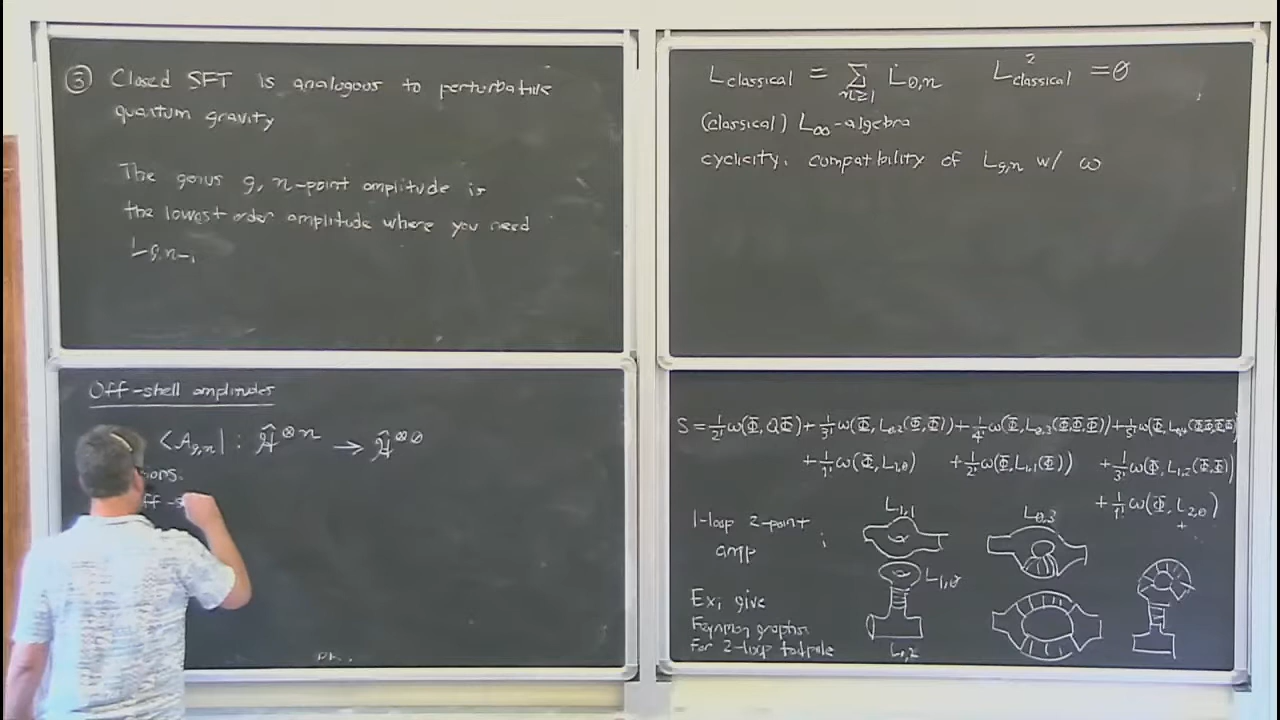 ③ Closed SFT is analogous to perturbative
quantum gravity
The genus g, n-point amplitude is
the lowest order amplitude where you need
L_{g,n-1}
Off-shell amplitudes
⟨A_{g,n}| : Ĥ^{⊗n} → Ĥ^{⊗0}
L_classical = Σ_{n≥1} L_{0,n} L²_classical = 0
(classical) L_∞-algebra
cyclicity: compatibility of L_{g,n} w/ ω
S = 1/2! ω(Φ, QΦ) + 1/3! ω(Φ, L_{0,2}(Φ,Φ)) + 1/4! ω(Φ, L_{0,3}(Φ,Φ,Φ)) + 1/5! ω(Φ, L_{0,4}(Φ,Φ,Φ,Φ))
+ 1/1! ω(Φ, L_{1,0}) + 1/2! ω(Φ, L_{1,1}(Φ)) + 1/3! ω(Φ, L_{1,2}(Φ,Φ))
+ 1/1! ω(Φ, L_{2,0})
+
1-loop 2-point
amp :
L_{1,1}
L_{0,3}
L_{1,0}
L_{0,2}
Ex: give
Feynman graphs
for 2-loop tadpole